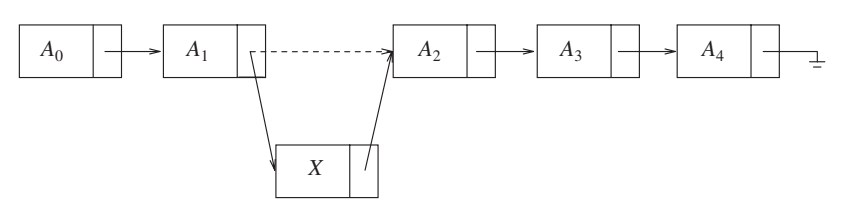 A₀ A₁ A₂ A₃ A₄
X